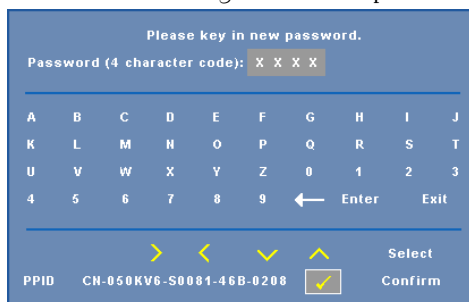 Please key in new password.
Password (4 character code): X X X X
A B C D E F G H I J
K L M N O P Q R S T
U V W X Y Z 0 1 2 3
4 5 6 7 8 9 ← Enter Exit
Select
PPID CN-050KV6-S0081-46B-0208 ✓ Confirm